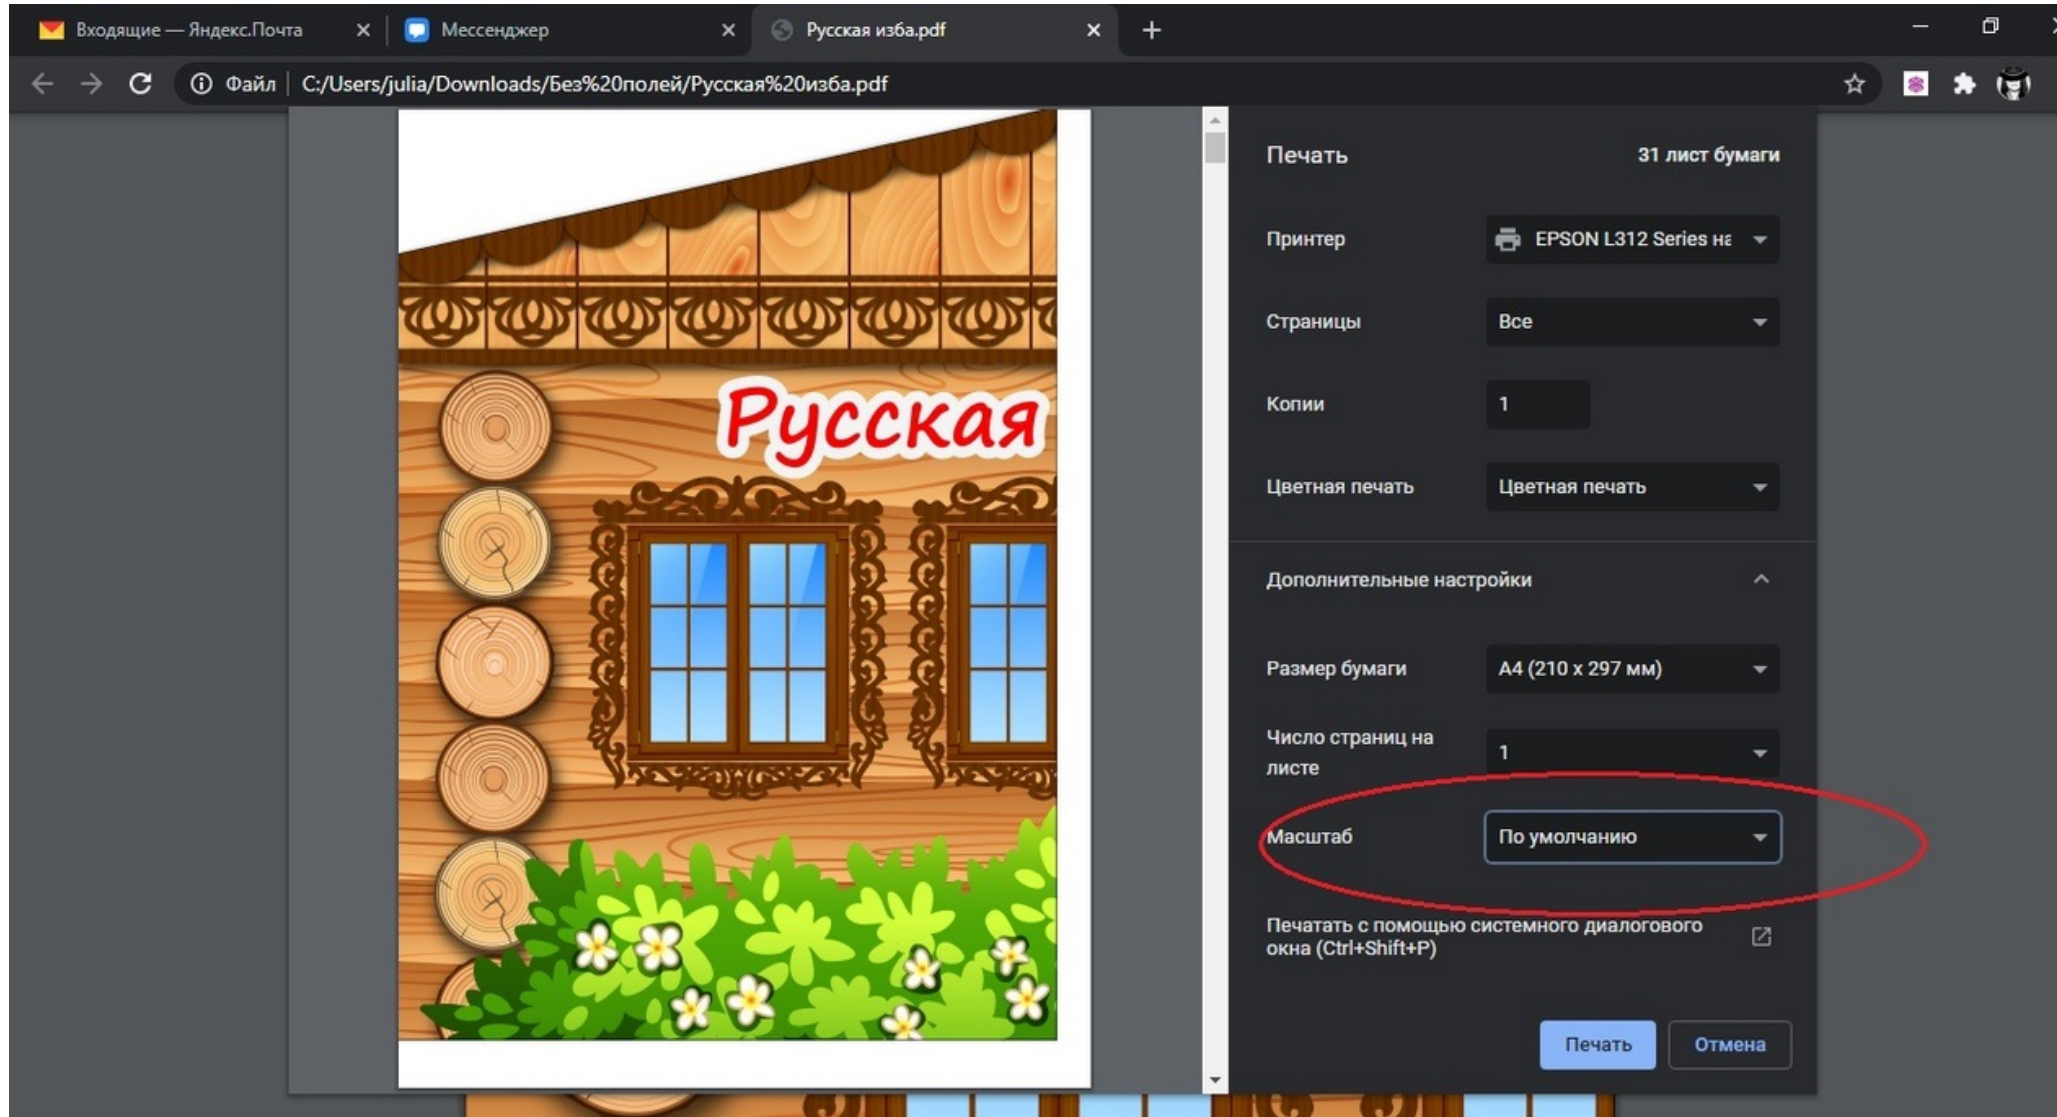 Входящие — Яндекс.Почта
Мессенджер
Русская изба.pdf
Файл
C:/Users/julia/Downloads/Без%20полей/Русская%20изба.pdf
Русская
Печать
31 лист бумаги
Принтер
EPSON L312 Series на
Страницы
Все
Копии
1
Цветная печать
Цветная печать
Дополнительные настройки
Размер бумаги
A4 (210 x 297 мм)
Число страниц на
листе
1
Масштаб
По умолчанию
Печатать с помощью системного диалогового
окна (Ctrl+Shift+P)
Печать
Отмена